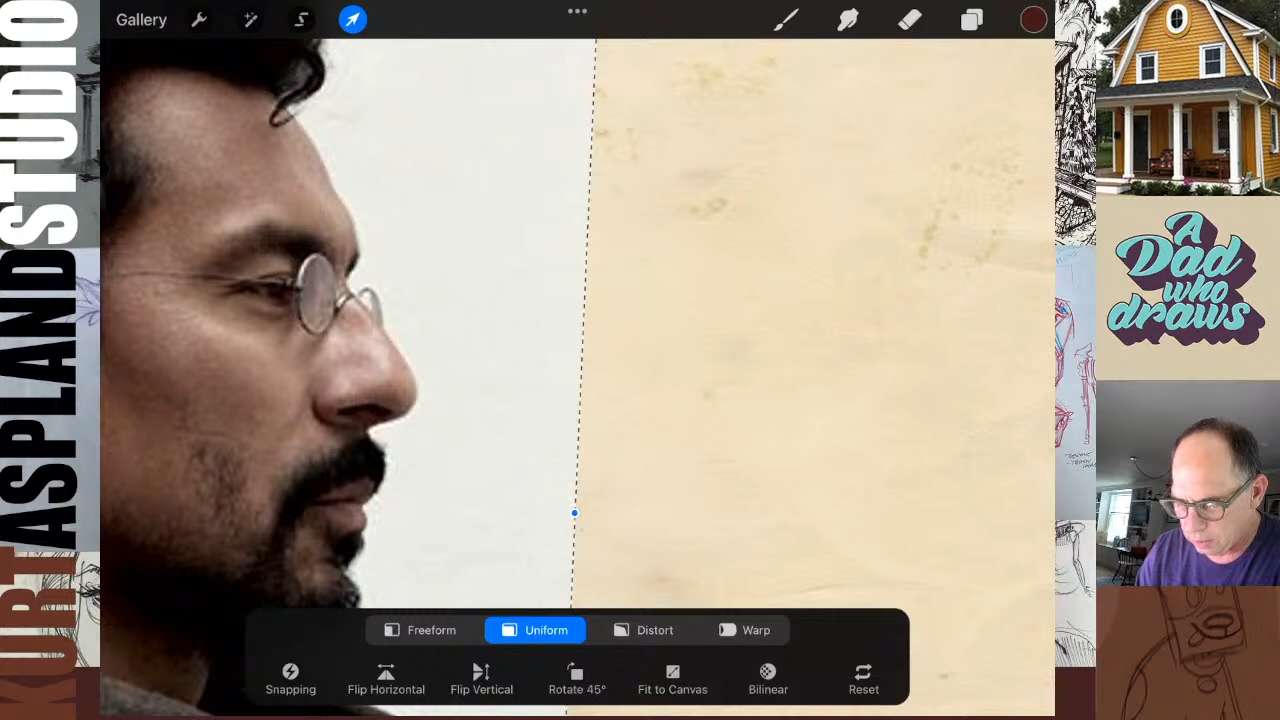 KURT ASPLAND STUDIO
Gallery
Freeform
Uniform
Distort
Warp
Snapping
Flip Horizontal
Flip Vertical
Rotate 45°
Fit to Canvas
Bilinear
Reset
A
Dad
who
draws